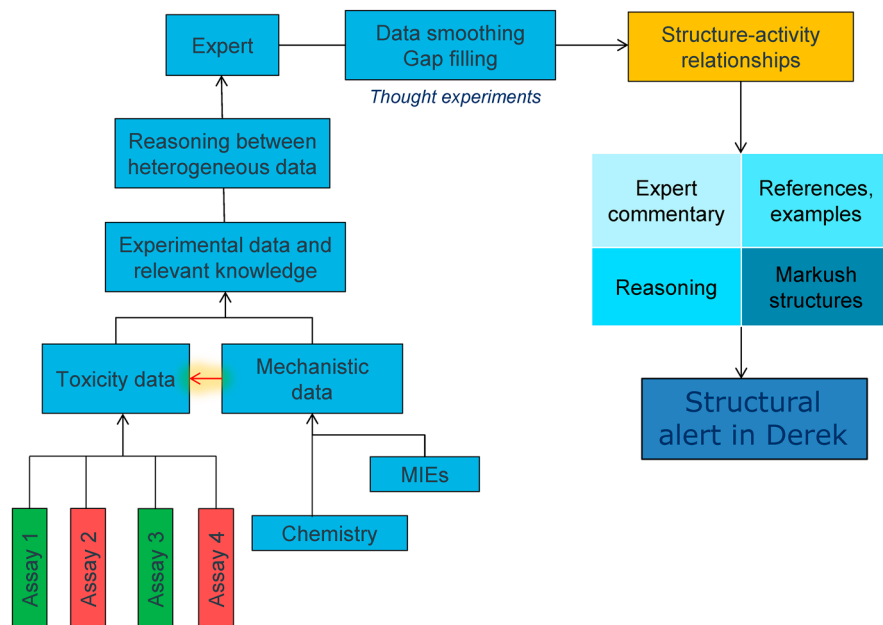 Expert
Data smoothing
Gap filling
Thought experiments
Structure-activity
relationships
Reasoning between
heterogeneous data
Expert
commentary
References,
examples
Reasoning
Markush
structures
Experimental data and
relevant knowledge
Toxicity data
Mechanistic
data
Structural
alert in Derek
MIEs
Chemistry
Assay 1
Assay 2
Assay 3
Assay 4